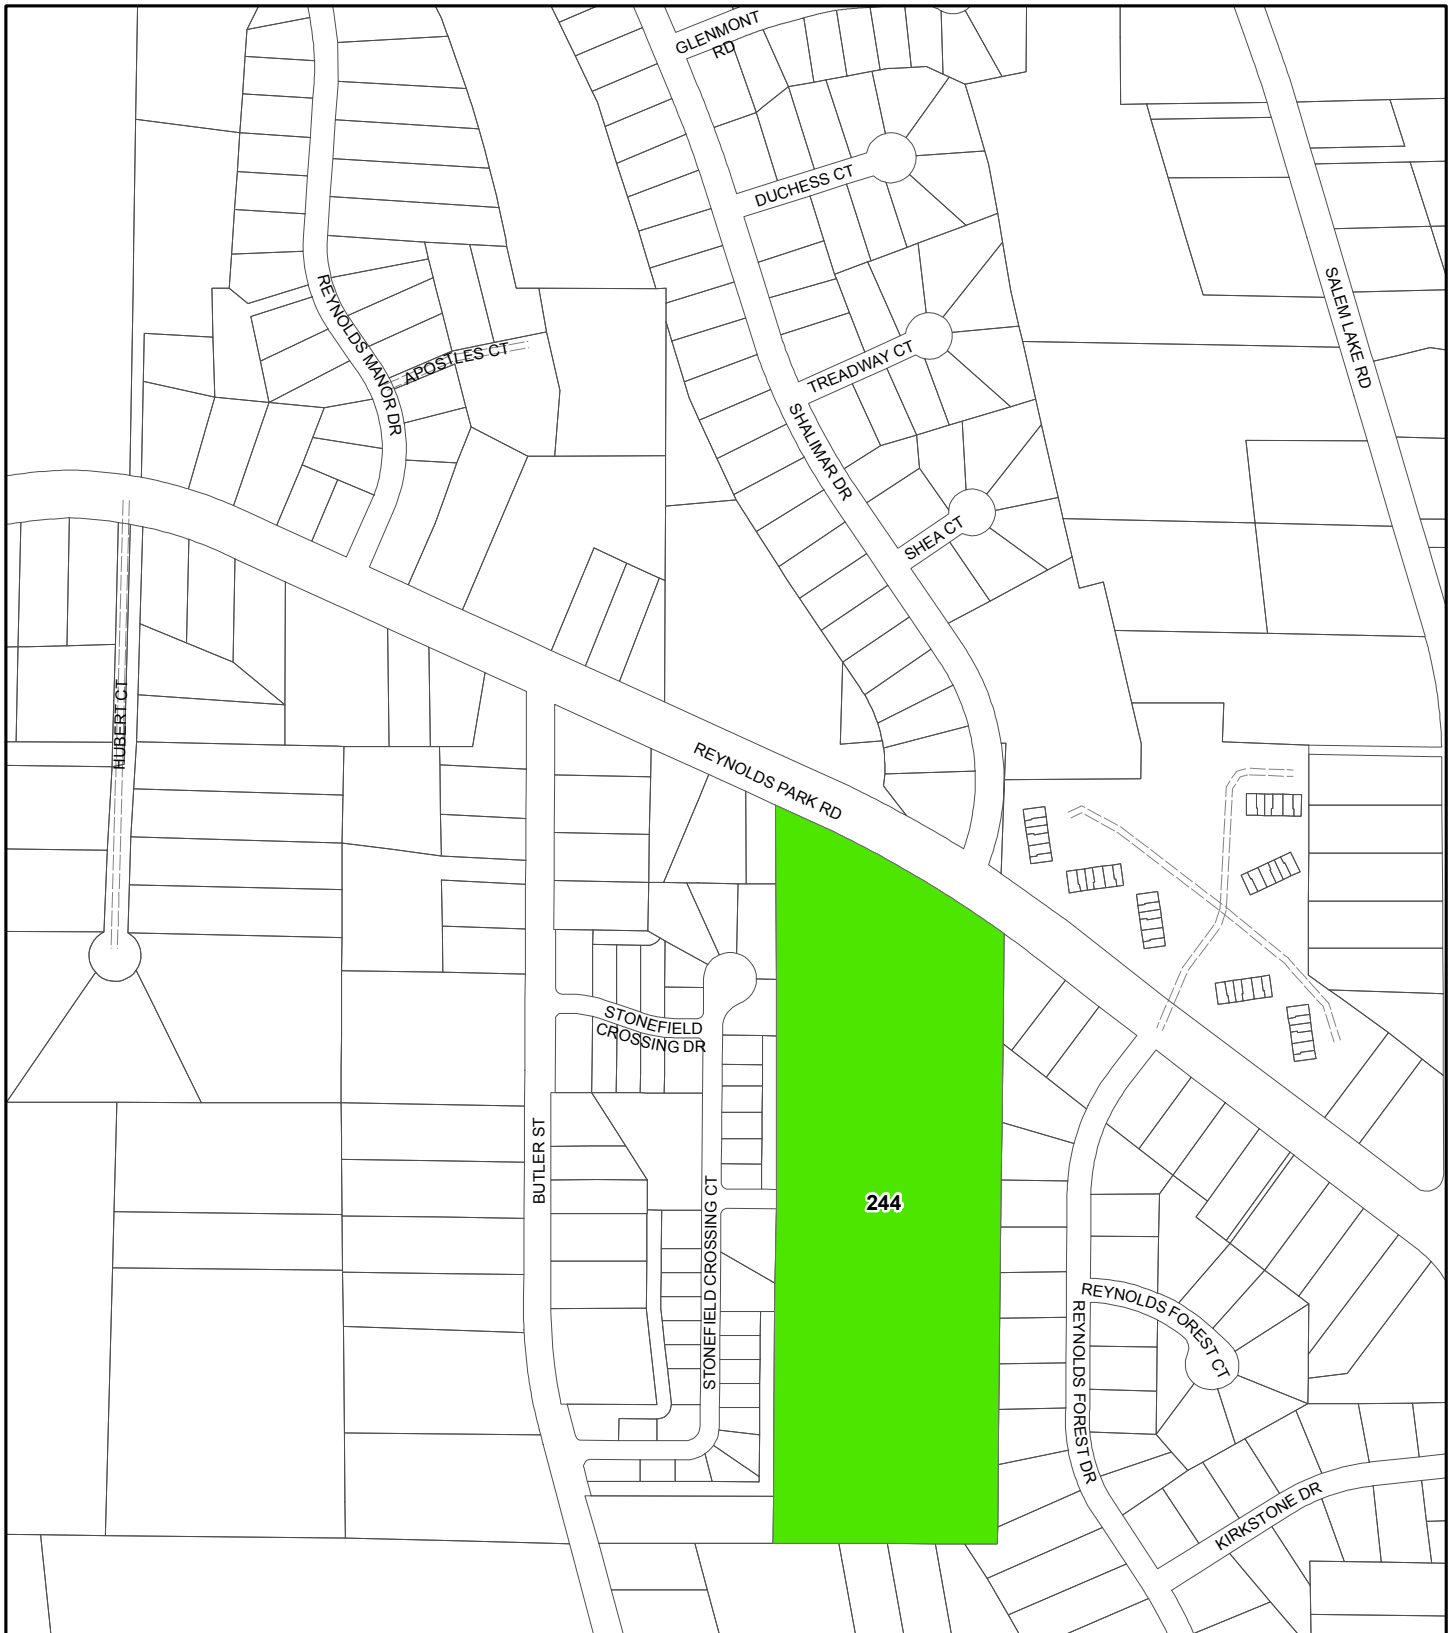 GLENMONT
RD
DUCHESS CT
SALEM LAKE RD
REYNOLDS MANOR DR
APOSTLES CT
TREADWAY CT
SHALIMAR DR
SHEA CT
HUBERT CT
REYNOLDS PARK RD
STONEFIELD
CROSSING DR
BUTLER ST
STONEFIELD CROSSING CT
244
REYNOLDS FOREST CT
REYNOLDS FOREST DR
KIRKSTONE DR